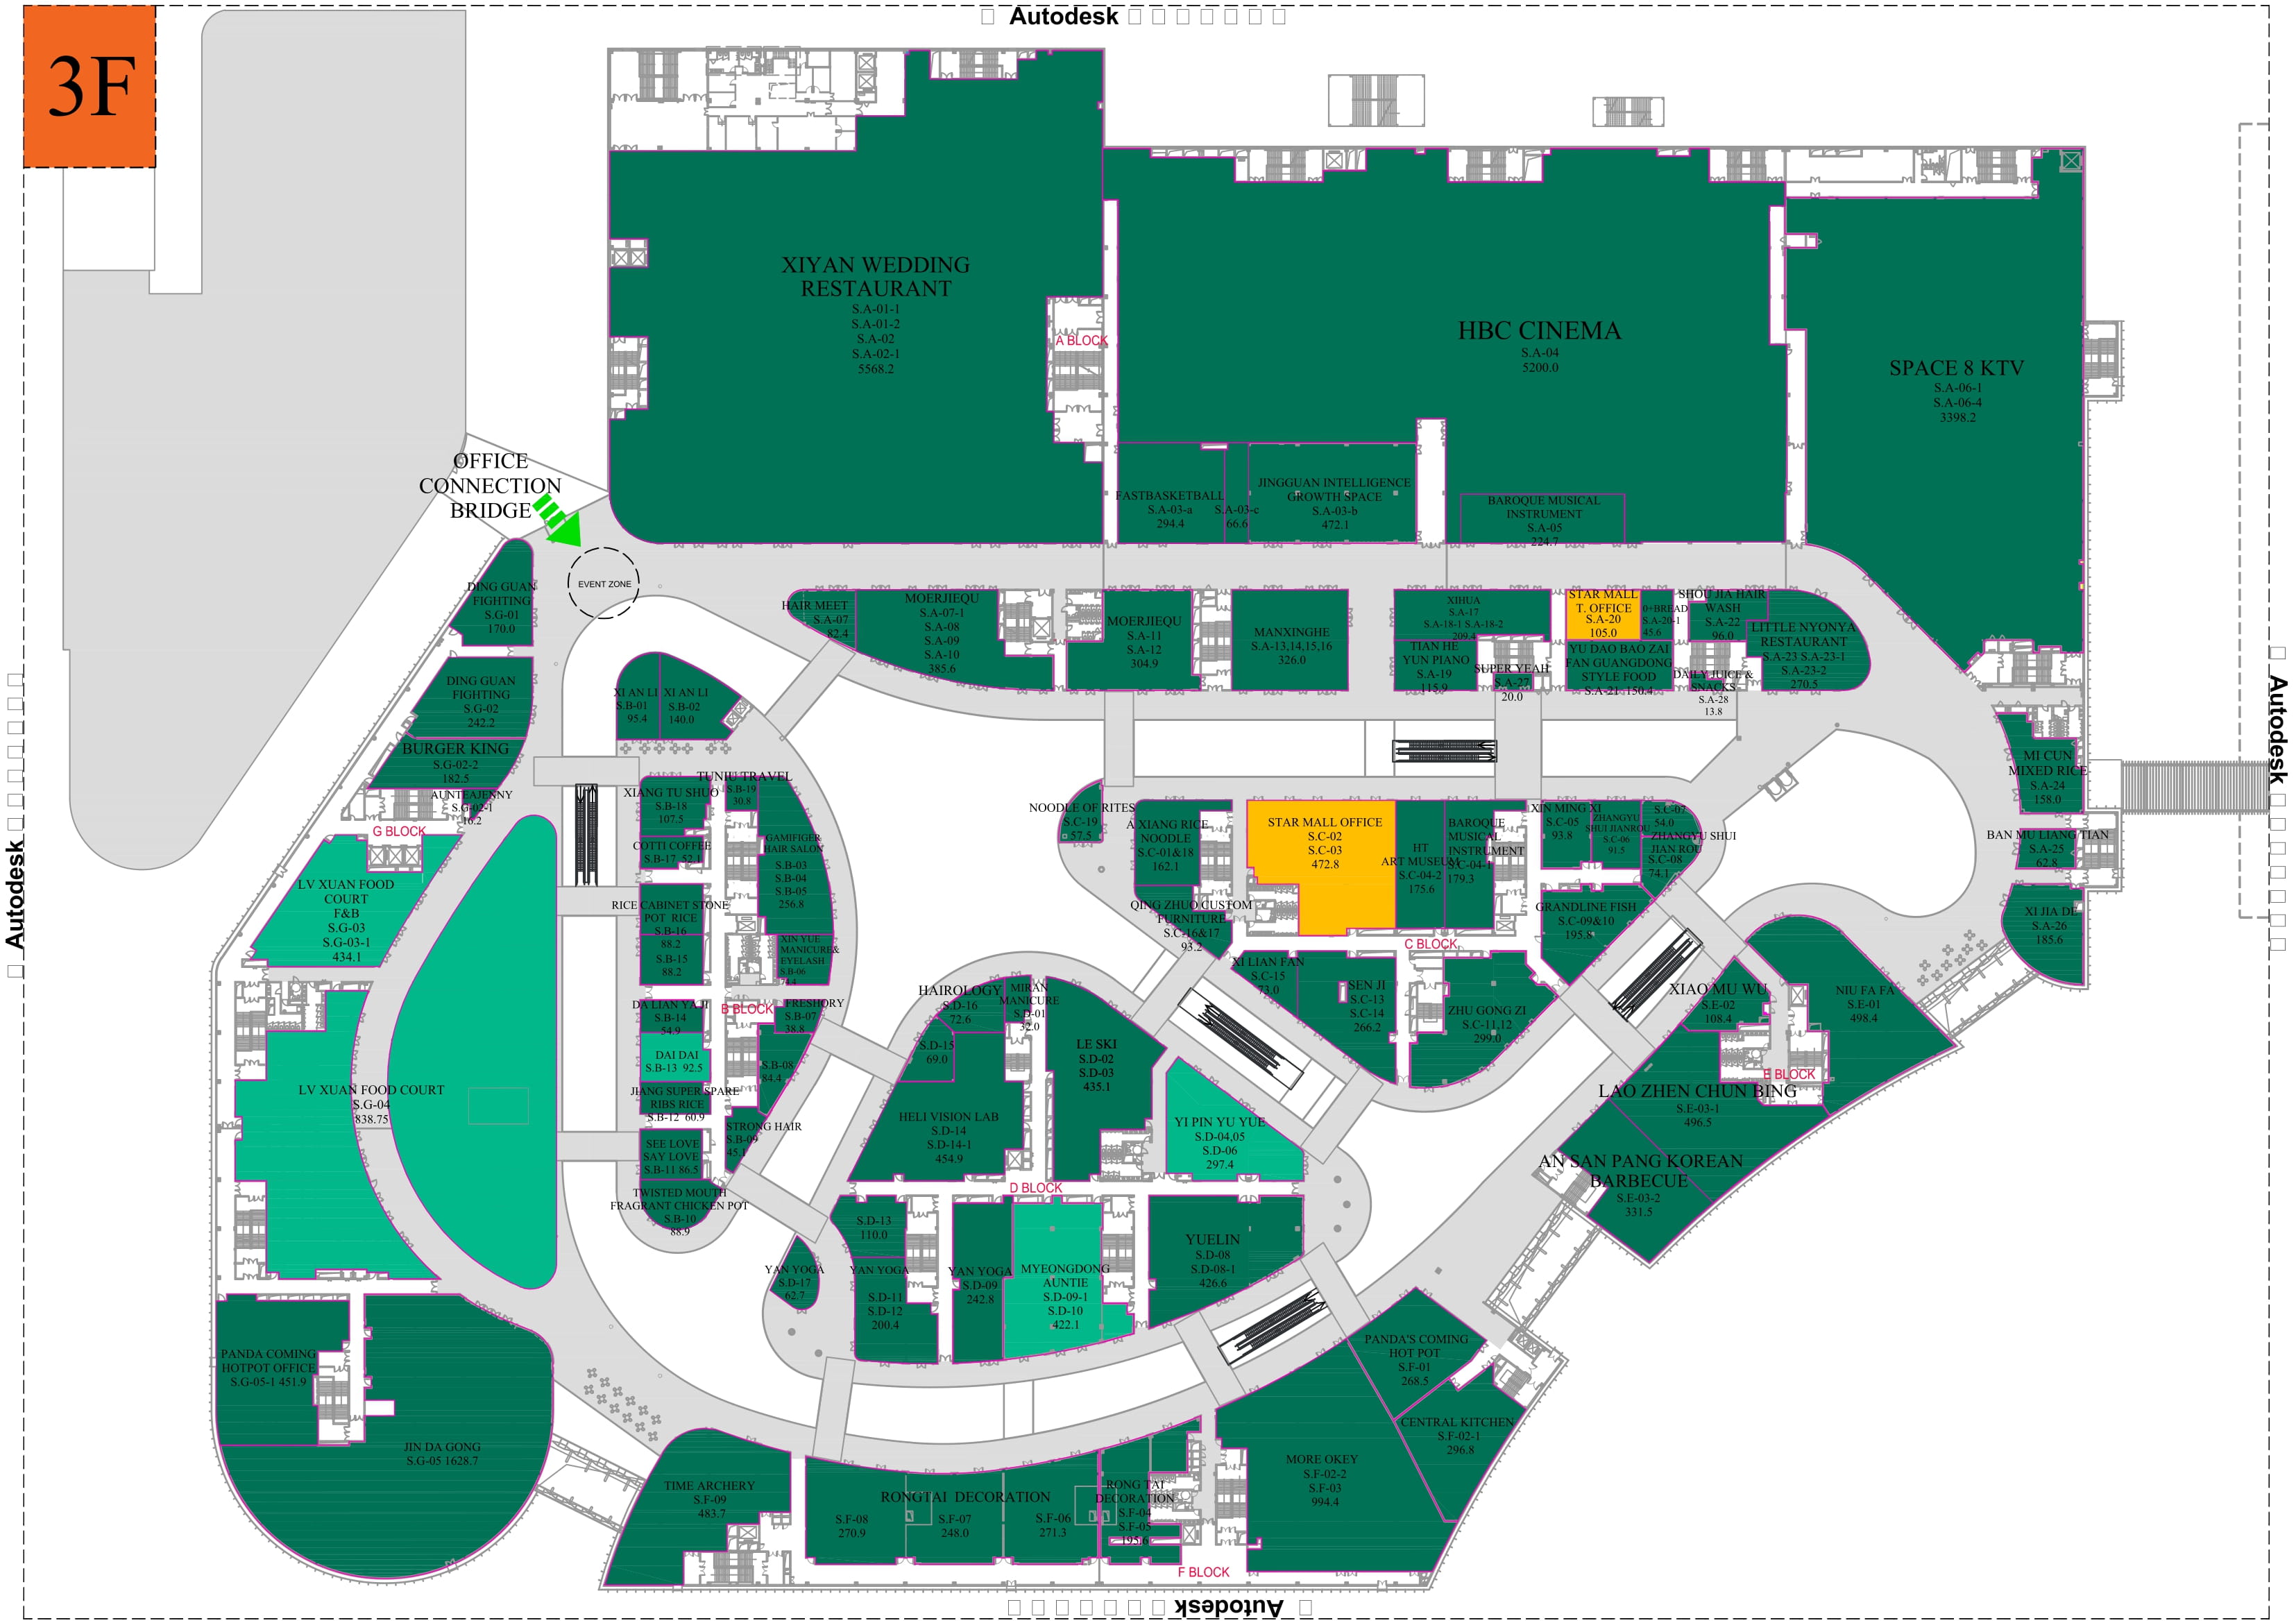 Autodesk
3F
XIYAN WEDDING
RESTAURANT
S.A-01-1
S.A-01-2
S.A-02
S.A-02-1
5568.2
A BLOCK
HBC CINEMA
S.A-04
5200.0
SPACE 8 KTV
S.A-06-1
S.A-06-4
3398.2
OFFICE
CONNECTION
BRIDGE
EVENT ZONE
FASTBASKETBALL
S.A-03-a
294.4
S.A-03-c
66.6
JINGGUAN INTELLIGENCE
GROWTH SPACE
S.A-03-b
472.1
BAROQUE MUSICAL
INSTRUMENT
S.A-05
224.7
DING GUAN
FIGHTING
S.G-01
170.0
HAIR MEET
S.A-07
82.4
MOERJIEQU
S.A-07-1
S.A-08
S.A-09
S.A-10
385.6
MOERJIEQU
S.A-11
S.A-12
304.9
MANXINGHE
S.A-13,14,15,16
326.0
XIHUA
S.A-17
S.A-18-1 S.A-18-2
209.4
TIAN HE
YUN PIANO
S.A-19
115.9
SUPER YEAH
S.A-27
20.0
STAR MALL
T. OFFICE
S.A-20
105.0
0+BREAD
S.A-20-1
45.6
YU DAO BAO ZAI
FAN GUANGDONG
STYLE FOOD
S.A-21 150.4
SHOU JIA HAIR
WASH
S.A-22
96.0
LITTLE NYONYA
RESTAURANT
S.A-23 S.A-23-1
S.A-23-2
270.5
DAILY JUICE &
SNACKS
S.A-28
13.8
DING GUAN
FIGHTING
S.G-02
242.2
BURGER KING
S.G-02-2
182.5
AUNTEAJENNY
S.G-02-1
16.2
G BLOCK
LV XUAN FOOD
COURT
F&B
S.G-03
S.G-03-1
434.1
LV XUAN FOOD COURT
S.G-04
838.75
PANDA COMING
HOTPOT OFFICE
S.G-05-1 451.9
JIN DA GONG
S.G-05 1628.7
XI AN LI
S.B-01
95.4
XI AN LI
S.B-02
140.0
TUNIU TRAVEL
S.B-19
30.8
XIANG TU SHUO
S.B-18
107.5
COTTI COFFEE
S.B-17 52.1
GAMIFIGER
HAIR SALON
S.B-03
S.B-04
S.B-05
256.8
RICE CABINET STONE
POT RICE
S.B-16
88.2
S.B-15
88.2
XIN YUE
MANICURE&
EYELASH
S.B-06
74.4
DA LIAN YA JI
S.B-14
54.9
B BLOCK
FRESHORY
S.B-07
38.8
DAI DAI
S.B-13 92.5
S.B-08
84.4
JIANG SUPER SPARE
RIBS RICE
S.B-12 60.9
STRONG HAIR
S.B-09
45.1
SEE LOVE
SAY LOVE
S.B-11 86.5
TWISTED MOUTH
FRAGRANT CHICKEN POT
S.B-10
88.9
NOODLE OF RITES
S.C-19
57.5
A XIANG RICE
NOODLE
S.C-01&18
162.1
QING ZHUO CUSTOM
FURNITURE
S.C-16&17
93.2
STAR MALL OFFICE
S.C-02
S.C-03
472.8
HT
ART MUSEUM
S.C-04-2
175.6
BAROQUE
MUSICAL
INSTRUMENT
S.C-04-1
179.3
XIN MING XI
S.C-05
93.8
ZHANGYU
SHUI JIANROU
S.C-06
91.5
S.C-07
54.0
ZHANGYU SHUI
JIAN ROU
S.C-08
74.1
GRANDLINE FISH
S.C-09&10
195.8
C BLOCK
XI LIAN FAN
S.C-15
73.0
SEN JI
S.C-13
S.C-14
266.2
ZHU GONG ZI
S.C-11,12
299.0
MI CUN
MIXED RICE
S.A-24
158.0
BAN MU LIANG TIAN
S.A-25
62.8
XI JIA DE
S.A-26
185.6
HAIROLOGY
S.D-16
72.6
MIRAN
MANICURE
S.D-01
32.0
S.D-15
69.0
LE SKI
S.D-02
S.D-03
435.1
HELI VISION LAB
S.D-14
S.D-14-1
454.9
YI PIN YU YUE
S.D-04,05
S.D-06
297.4
D BLOCK
S.D-13
110.0
YAN YOGA
S.D-17
62.7
YAN YOGA
S.D-11
S.D-12
200.4
YAN YOGA
S.D-09
242.8
MYEONGDONG
AUNTIE
S.D-09-1
S.D-10
422.1
YUELIN
S.D-08
S.D-08-1
426.6
XIAO MU WU
S.E-02
108.4
NIU FA FA
S.E-01
498.4
E BLOCK
LAO ZHEN CHUN BING
S.E-03-1
496.5
AN SAN PANG KOREAN
BARBECUE
S.E-03-2
331.5
PANDA'S COMING
HOT POT
S.F-01
268.5
CENTRAL KITCHEN
S.F-02-1
296.8
MORE OKEY
S.F-02-2
S.F-03
994.4
TIME ARCHERY
S.F-09
483.7
RONGTAI DECORATION
S.F-08
270.9
S.F-07
248.0
S.F-06
271.3
RONG TAI
DECORATION
S.F-04
S.F-05
195.6
F BLOCK
Autodesk
Autodesk
Autodesk